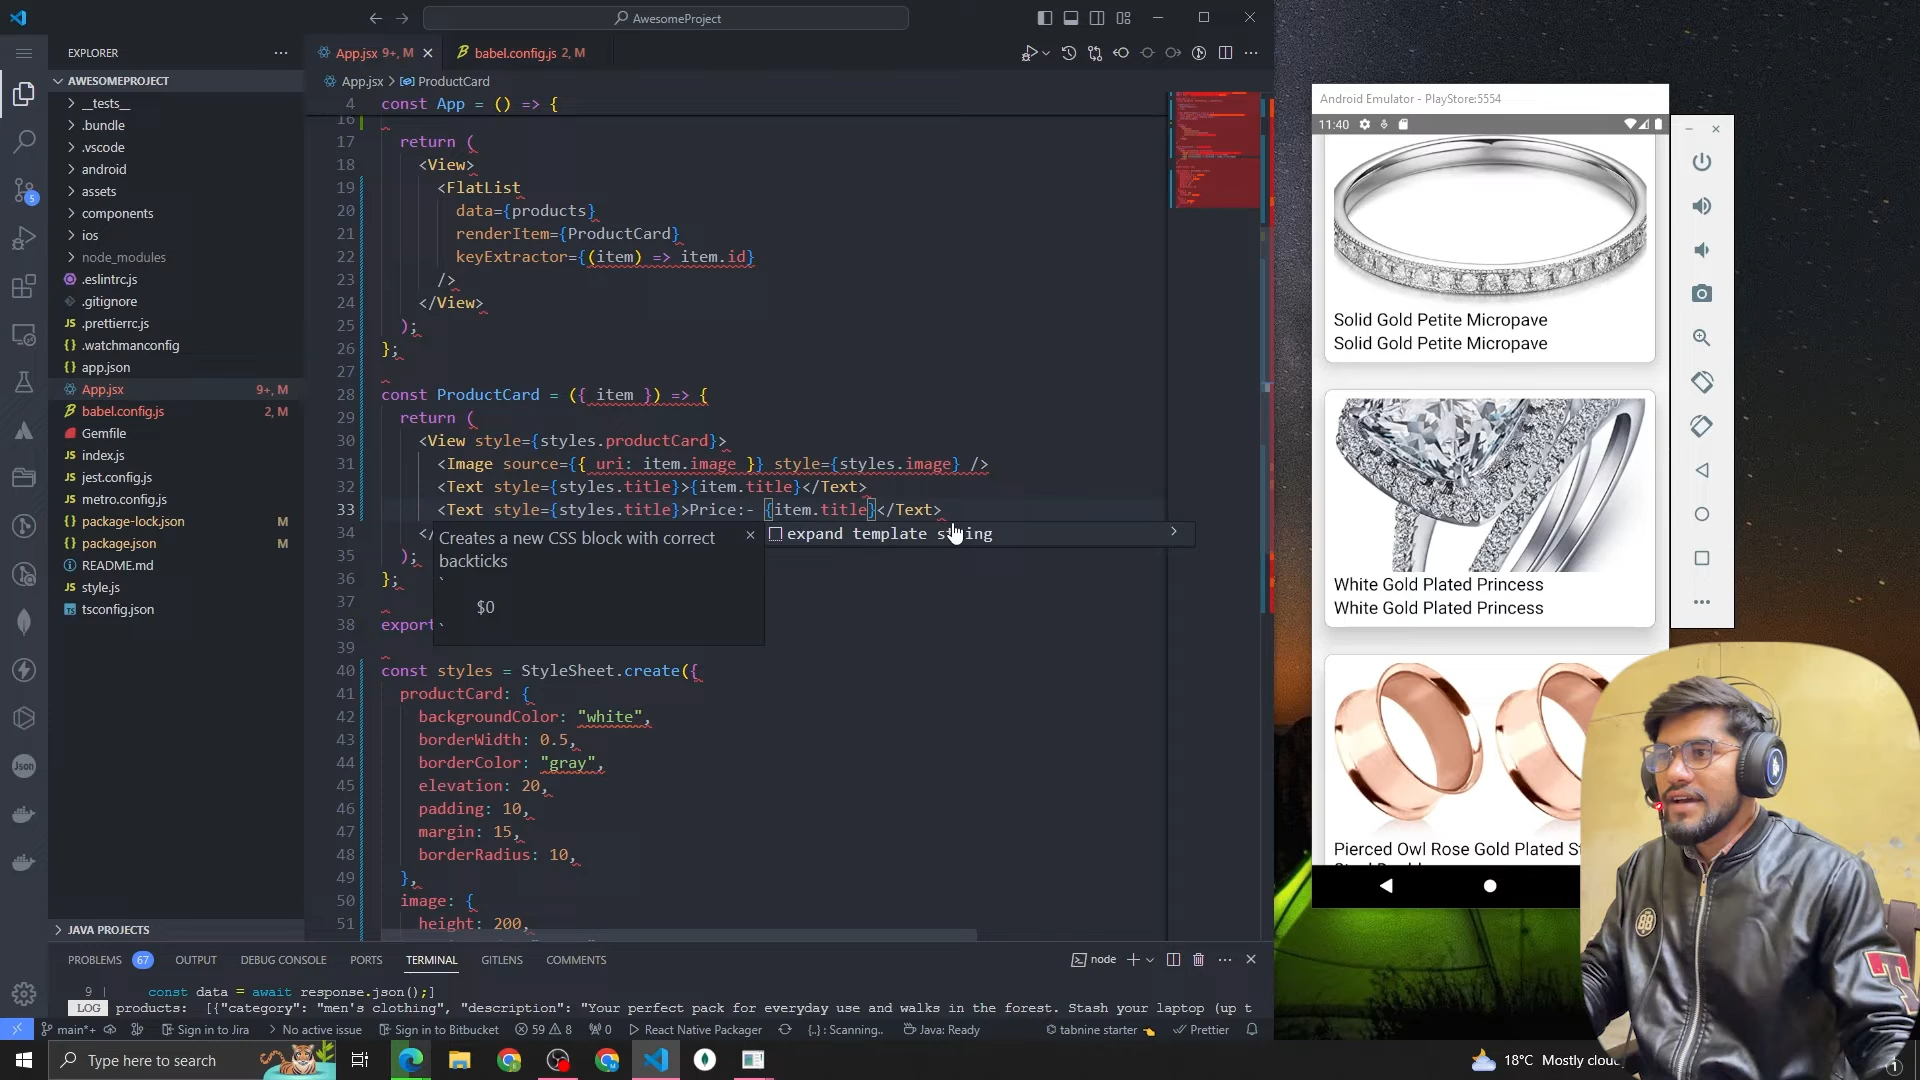 AwesomeProject
EXPLORER
AWESOMEPROJECT
__tests__
.bundle
.vscode
android
assets
components
ios
node_modules
.eslintrc.js
.gitignore
.prettierrc.js
.watchmanconfig
app.json
App.jsx 9+, M
babel.config.js 2, M
Gemfile
index.js
jest.config.js
metro.config.js
package-lock.json M
package.json M
README.md
style.js
tsconfig.json
JAVA PROJECTS
App.jsx 9+, M
babel.config.js 2, M
App.jsx > ProductCard
4 const App = () => {
16
17 return (
18 <View>
19 <FlatList
20 data={products}
21 renderItem={ProductCard}
22 keyExtractor={(item) => item.id}
23 />
24 </View>
25 );
26 };
27
28 const ProductCard = ({ item }) => {
29 return (
30 <View style={styles.productCard}>
31 <Image source={{ uri: item.image }} style={styles.image} />
32 <Text style={styles.title}>{item.title}</Text>
33 <Text style={styles.title}>Price:- {item.title}</Text>
34 </
35 );
36 };
37
38 export
39
40 const styles = StyleSheet.create({
41 productCard: {
42 backgroundColor: "white",
43 borderWidth: 0.5,
44 borderColor: "gray",
45 elevation: 20,
46 padding: 10,
47 margin: 15,
48 borderRadius: 10,
49 },
50 image: {
51 height: 200,
Creates a new CSS block with correct
backticks
`
$0
`
expand template string
PROBLEMS 67 OUTPUT DEBUG CONSOLE PORTS TERMINAL GITLENS COMMENTS
node
9 | const data = await response.json();]
LOG products: [{"category": "men's clothing", "description": "Your perfect pack for everyday use and walks in the forest. Stash your laptop (up t
main*+ Sign in to Jira No active issue Sign in to Bitbucket 59 8 0 React Native Packager {..}: Scanning.. Java: Ready tabnine starter Prettier
Type here to search
18°C Mostly clou
1
Android Emulator - PlayStore:5554
11:40
Solid Gold Petite Micropave
Solid Gold Petite Micropave
White Gold Plated Princess
White Gold Plated Princess
Pierced Owl Rose Gold Plated St
5
Json
88